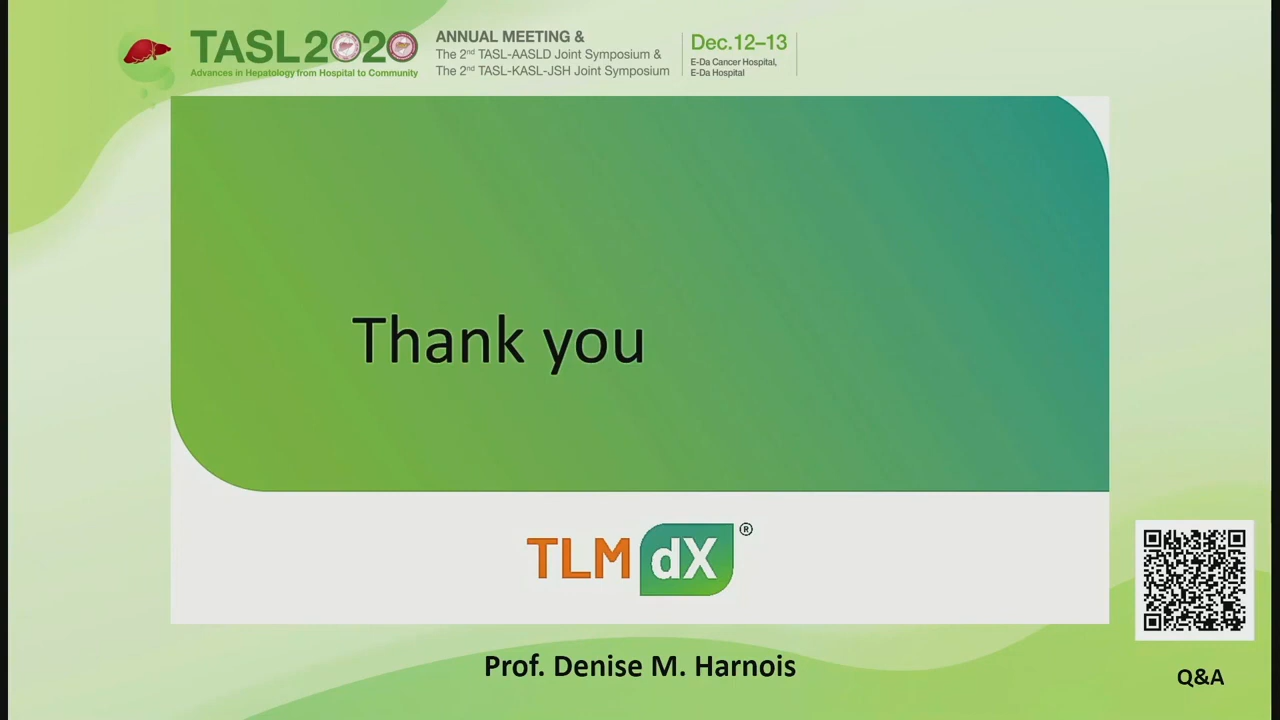 TASL2020
Advances in Hepatology from Hospital to Community
ANNUAL MEETING &
The 2nd TASL-AASLD Joint Symposium &
The 2nd TASL-KASL-JSH Joint Symposium
Dec.12–13
E-Da Cancer Hospital,
E-Da Hospital
Thank you
TLM dX ®
Prof. Denise M. Harnois
Q&A